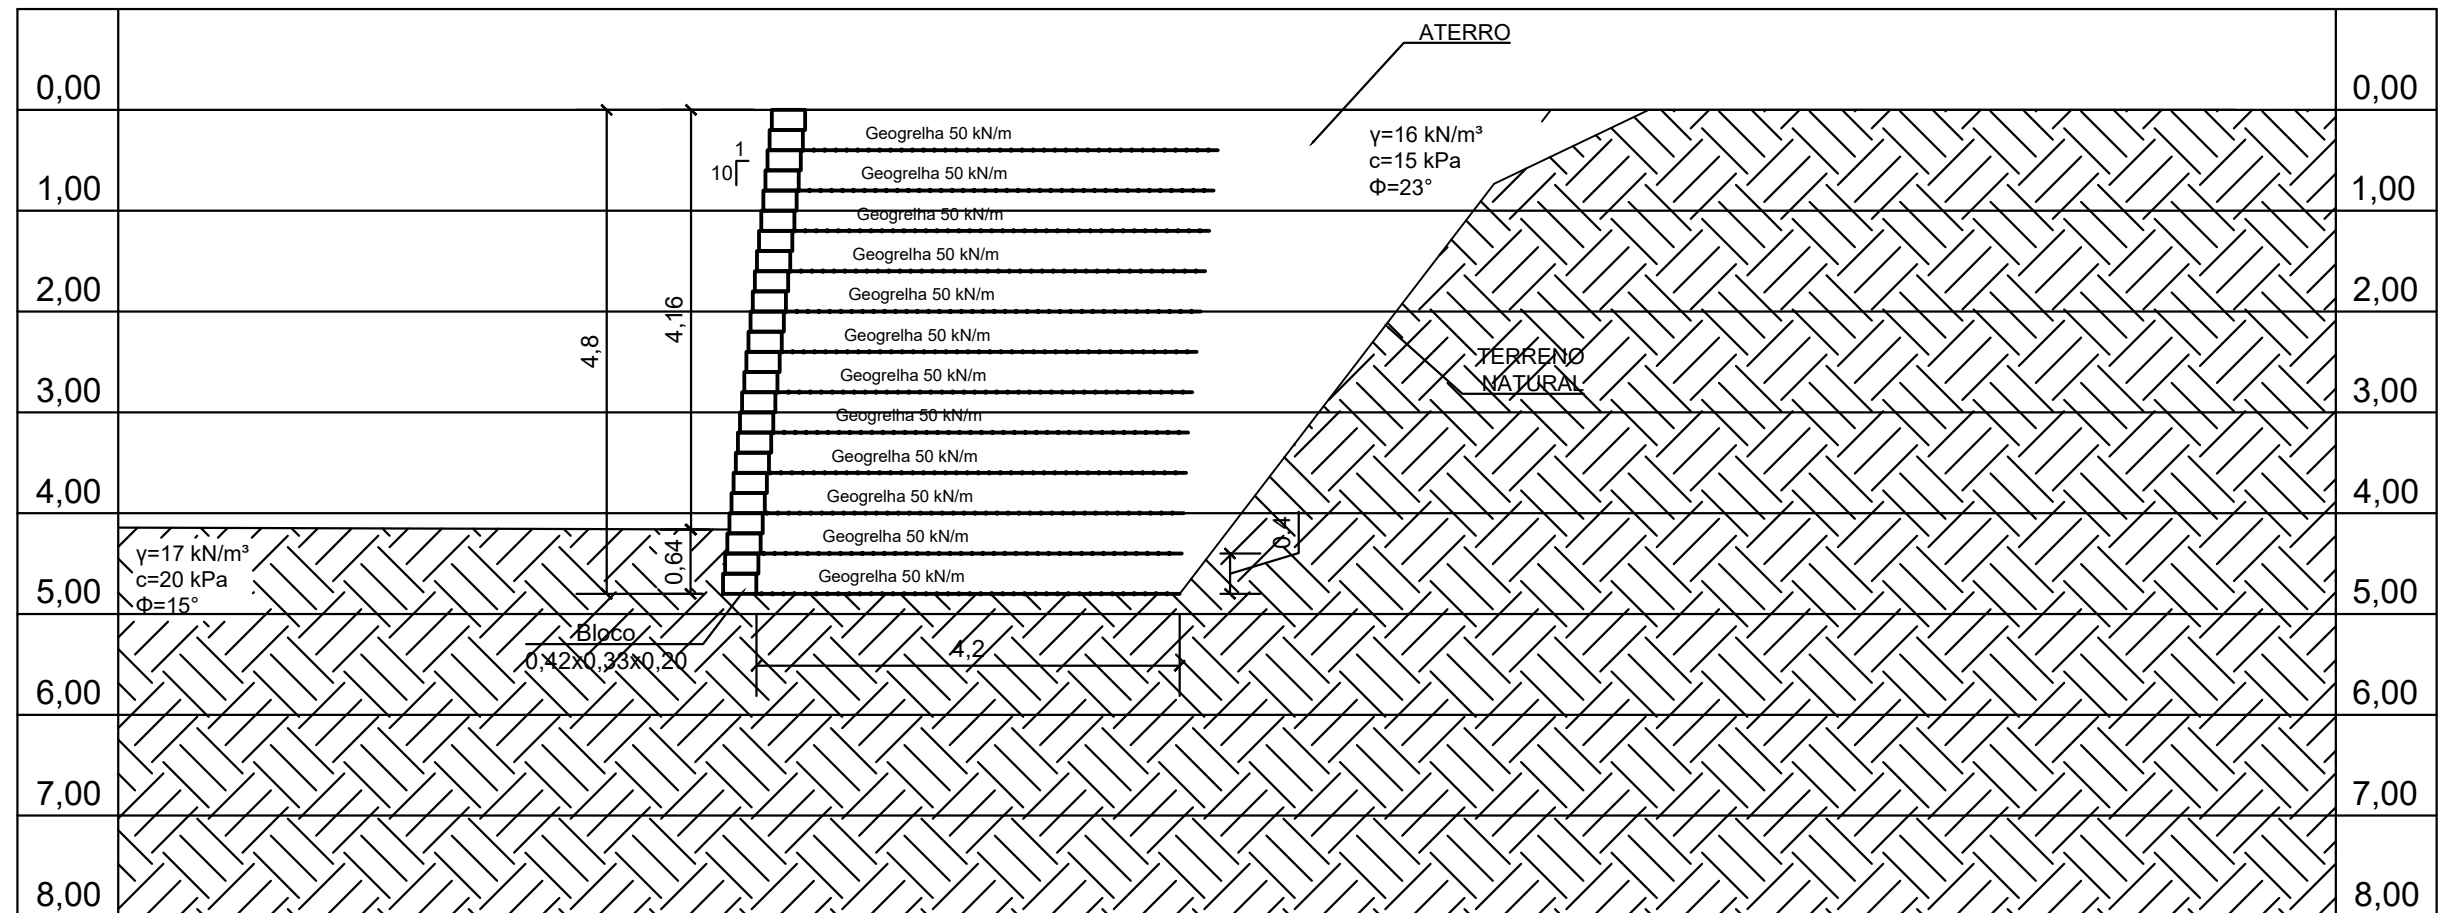 ATERRO
0,00
0,00
Geogrelha 50 kN/m
γ=16 kN/m³
c=15 kPa
Φ=23°
1
10
Geogrelha 50 kN/m
1,00
1,00
Geogrelha 50 kN/m
Geogrelha 50 kN/m
2,00
2,00
Geogrelha 50 kN/m
4,16
4,8
Geogrelha 50 kN/m
TERRENO
NATURAL
Geogrelha 50 kN/m
3,00
3,00
Geogrelha 50 kN/m
Geogrelha 50 kN/m
4,00
4,00
Geogrelha 50 kN/m
0,4
Geogrelha 50 kN/m
γ=17 kN/m³
c=20 kPa
Φ=15°
0,64
Geogrelha 50 kN/m
5,00
5,00
Bloco
0,42x0,33x0,20
4,2
6,00
6,00
7,00
7,00
8,00
8,00